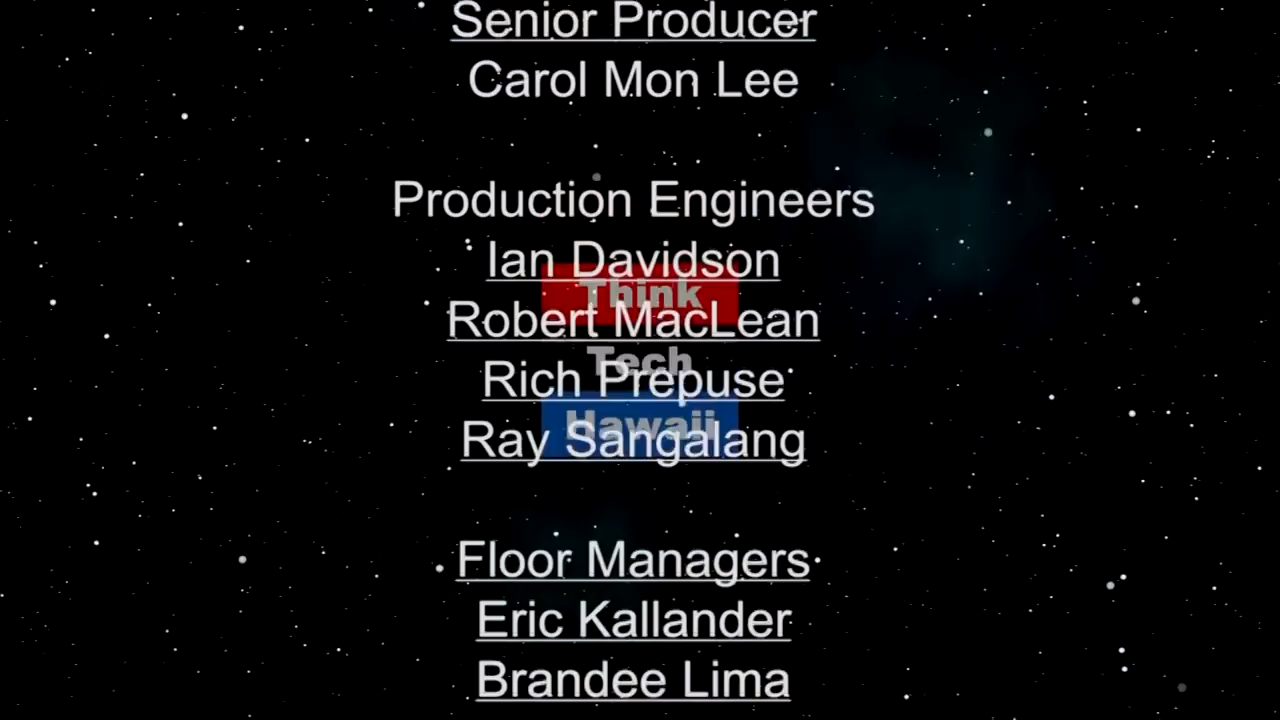 Senior Producer
Carol Mon Lee
Production Engineers
Ian Davidson
Think
Robert MacLean
Tech
Rich Prepuse
Hawaii
Ray Sangalang
Floor Managers
Eric Kallander
Brandee Lima